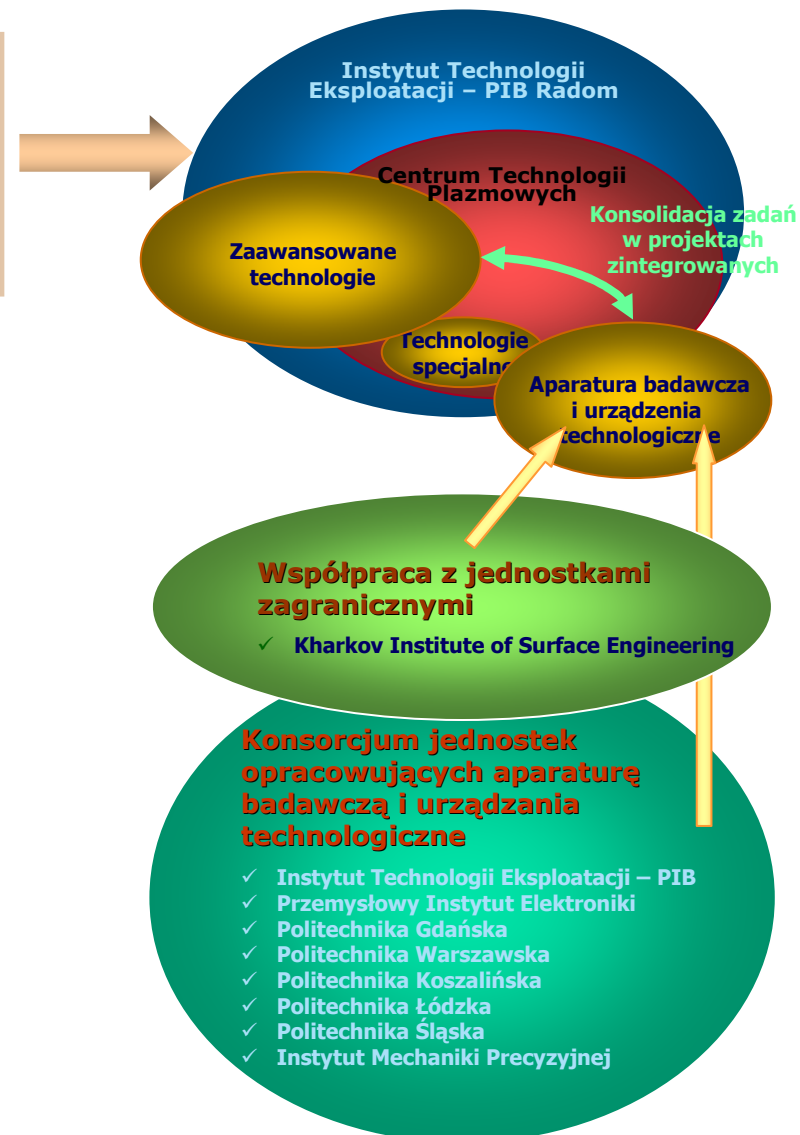 Instytut Technologii
Eksploatacji – PIB Radom
Centrum Technologii
Plazmowych
Konsolidacja zadań
w projektach
zintegrowanych
Zaawansowane
technologie
Technologie
specjalne
Aparatura badawcza
i urządzenia
technologiczne
Współpraca z jednostkami
zagranicznymi
✓ Kharkov Institute of Surface Engineering
Konsorcjum jednostek
opracowujących aparaturę
badawczą i urządzania
technologiczne
✓ Instytut Technologii Eksploatacji – PIB
✓ Przemysłowy Instytut Elektroniki
✓ Politechnika Gdańska
✓ Politechnika Warszawska
✓ Politechnika Koszalińska
✓ Politechnika Łódzka
✓ Politechnika Śląska
✓ Instytut Mechaniki Precyzyjnej